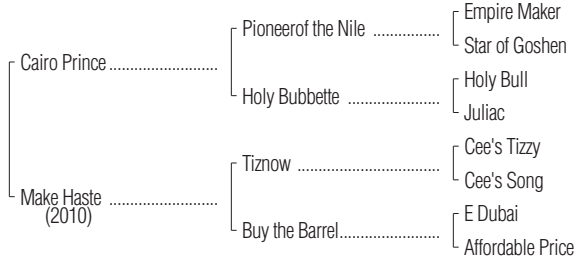 Empire Maker
Pioneerof the Nile ................
Star of Goshen
Cairo Prince ..........................
Holy Bull
Holy Bubbette ......................
Juliac
Cee's Tizzy
Tiznow ..................................
Cee's Song
Make Haste ..........................
(2010)
E Dubai
Buy the Barrel........................
Affordable Price